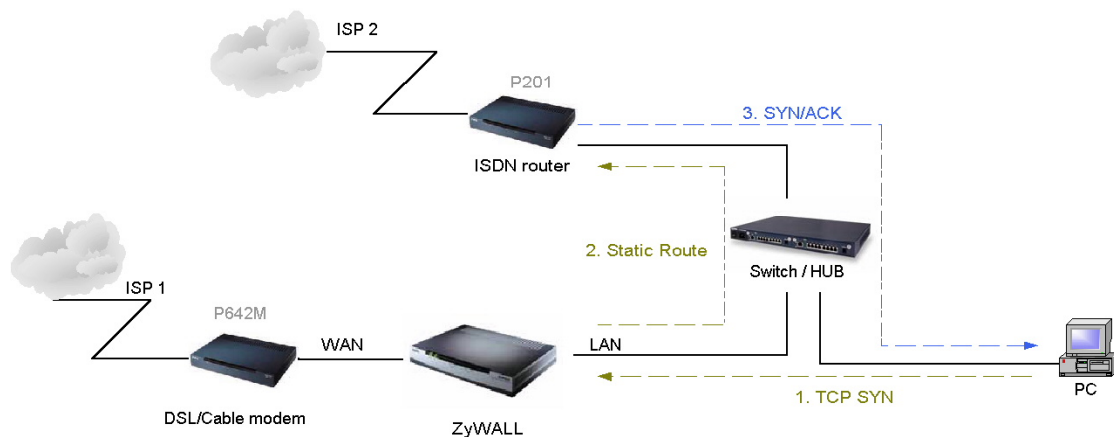 ISP 2
P201
3. SYN/ACK
ISDN router
2. Static Route
Switch / HUB
ISP 1
P642M
WAN
LAN
PC
1. TCP SYN
DSL/Cable modem
ZyWALL